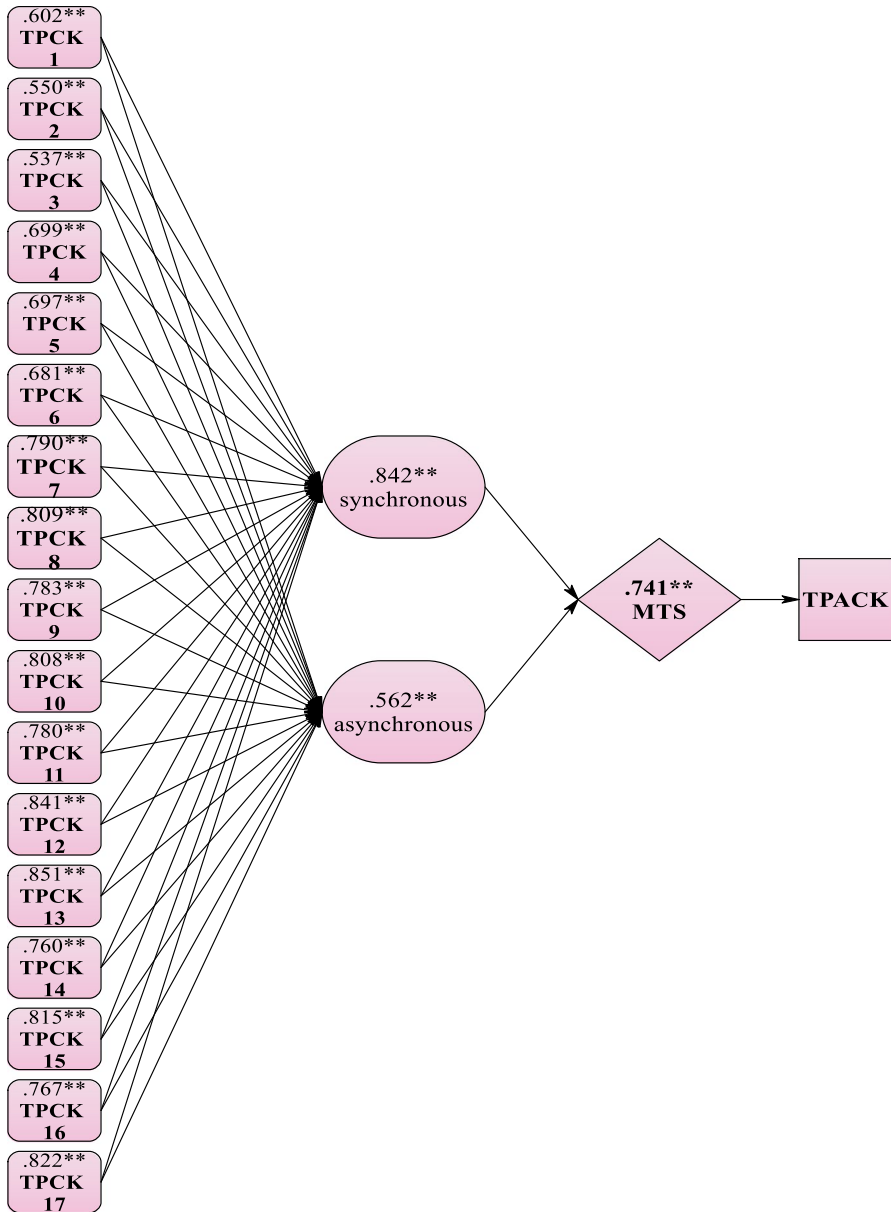 .602**
TPCK
1
.550**
TPCK
2
.537**
TPCK
3
.699**
TPCK
4
.697**
TPCK
5
.681**
TPCK
6
.790**
TPCK
7
.809**
TPCK
8
.783**
TPCK
9
.808**
TPCK
10
.780**
TPCK
11
.841**
TPCK
12
.851**
TPCK
13
.760**
TPCK
14
.815**
TPCK
15
.767**
TPCK
16
.822**
TPCK
17
.842**
synchronous
.562**
asynchronous
.741**
MTS
TPACK